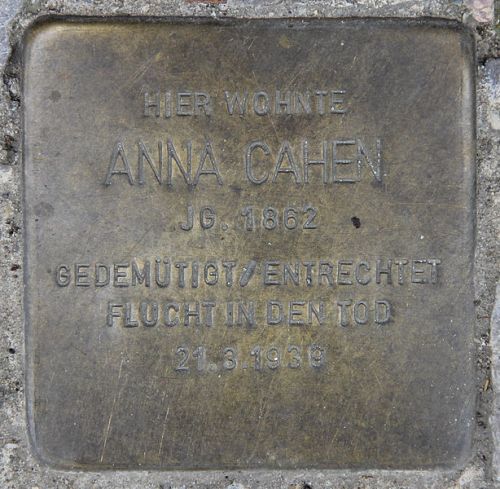 HIER WOHNTE
ANNA CAHEN
JG. 1862
GEDEMÜTIGT/ENTRECHTET
FLUCHT IN DEN TOD
21.3.1939